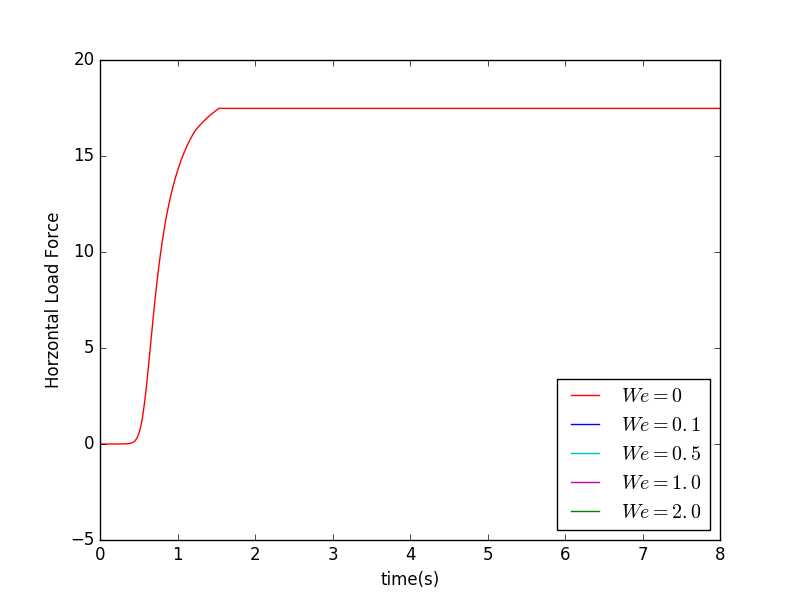 20
15
10
5
0
−5
0 1 2 3 4 5 6 7 8
Horzontal Load Force
time(s)
We = 0
We = 0.1
We = 0.5
We = 1.0
We = 2.0